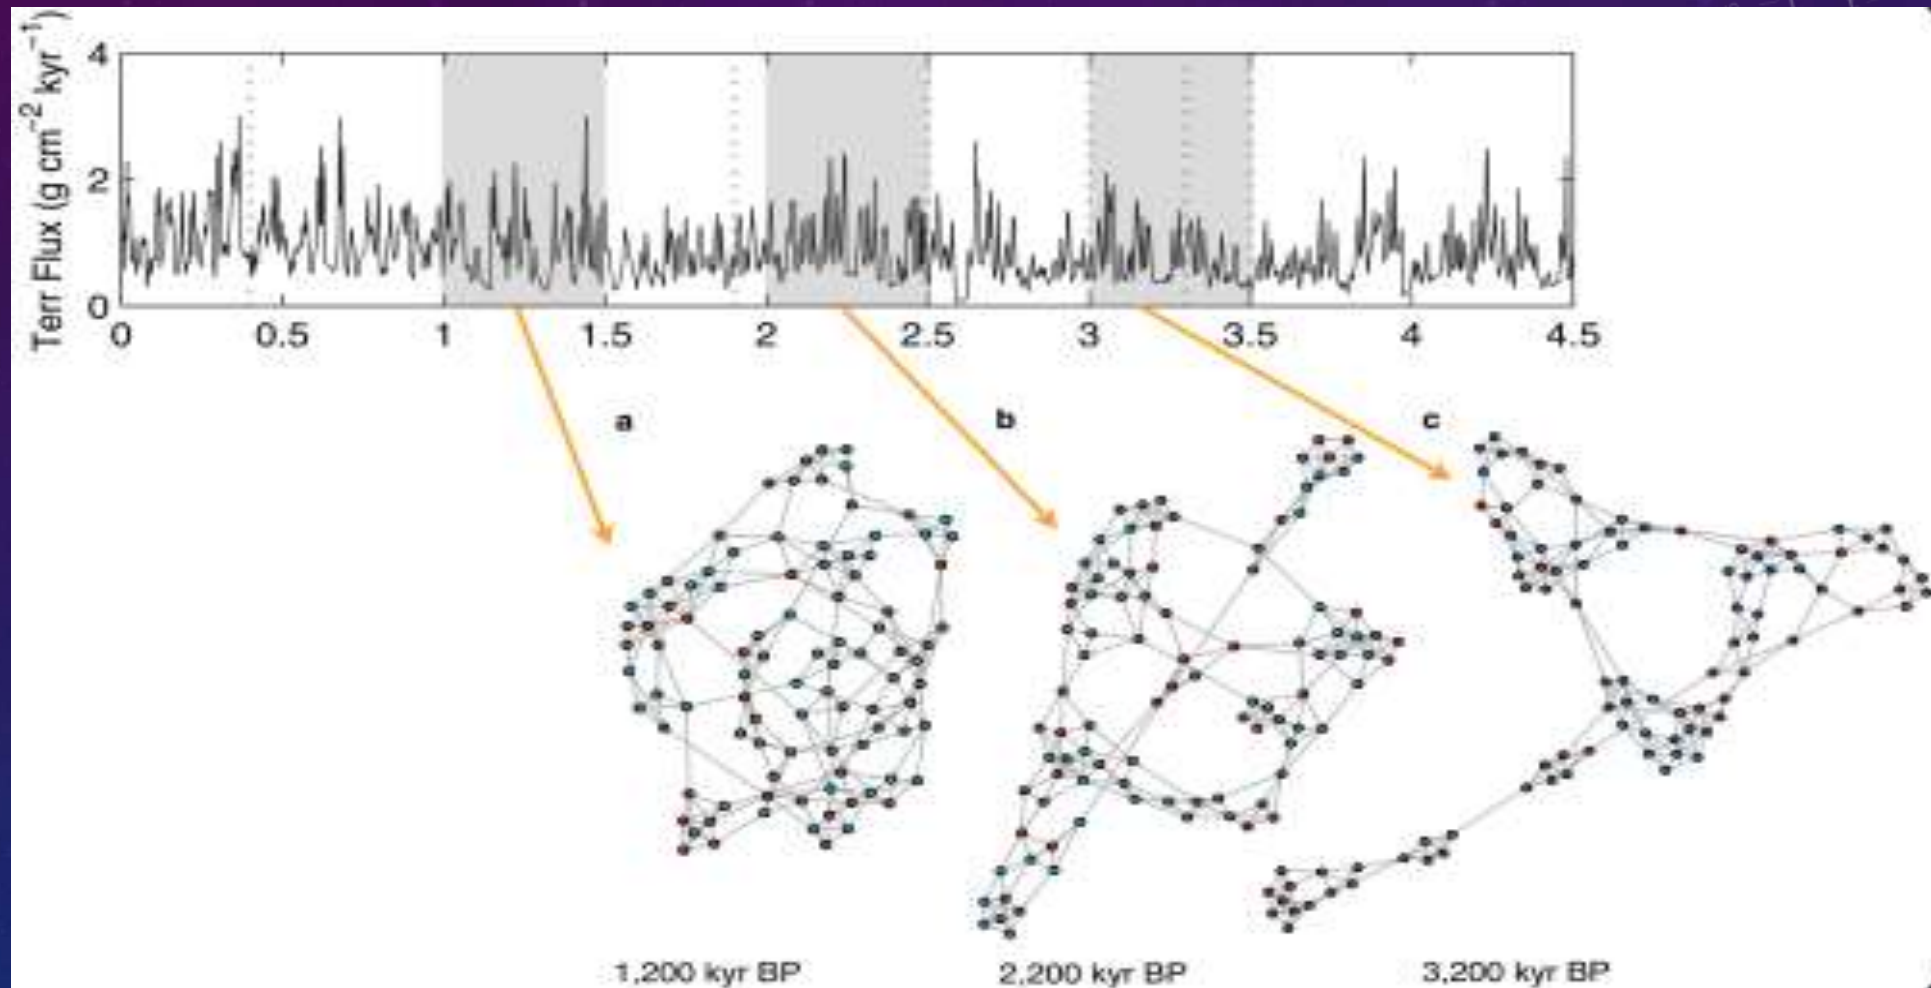 Terr Flux (g cm⁻² kyr⁻¹)
4
2
0
0 0.5 1 1.5 2 2.5 3 3.5 4 4.5
a b c
1,200 kyr BP 2,200 kyr BP 3,200 kyr BP